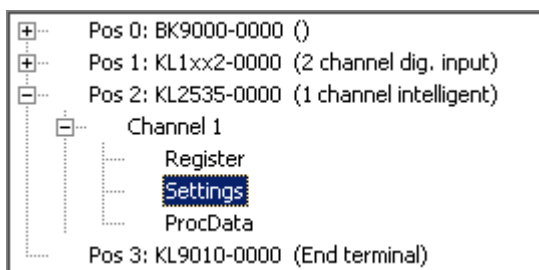 Pos 0: BK9000-0000 ()
Pos 1: KL1xx2-0000 (2 channel dig. input)
Pos 2: KL2535-0000 (1 channel intelligent)
Channel 1
Register
Settings
ProcData
Pos 3: KL9010-0000 (End terminal)